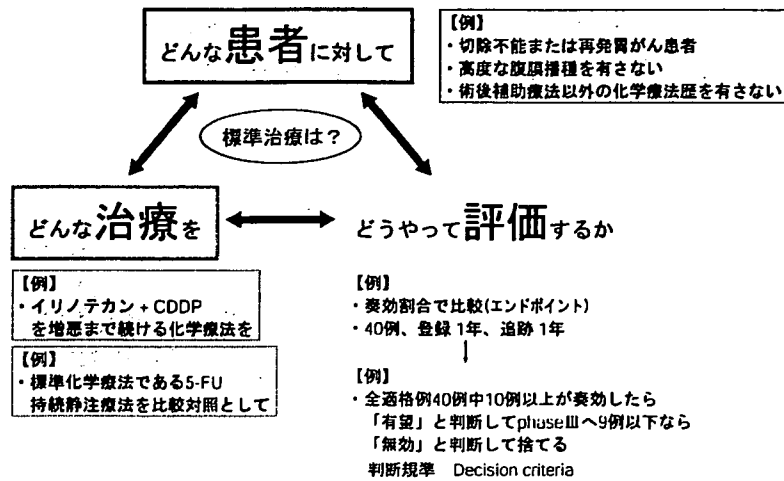 どんな患者に対して
【例】
・切除不能または再発胃がん患者
・高度な腹膜播種を有さない
・術後補助療法以外の化学療法歴を有さない
標準治療は？
どんな治療を
どうやって評価するか
【例】
・イリノテカン + CDDP
を増悪まで続ける化学療法を
【例】
・標準化学療法である5-FU
持続静注療法を比較対照として
【例】
・奏効割合で比較(エンドポイント)
・40例、登録 1年、追跡 1年
【例】
・全適格例40例中10例以上が奏効したら
「有望」と判断してphaseⅢへ9例以下なら
「無効」と判断して捨てる
判断規準　Decision criteria